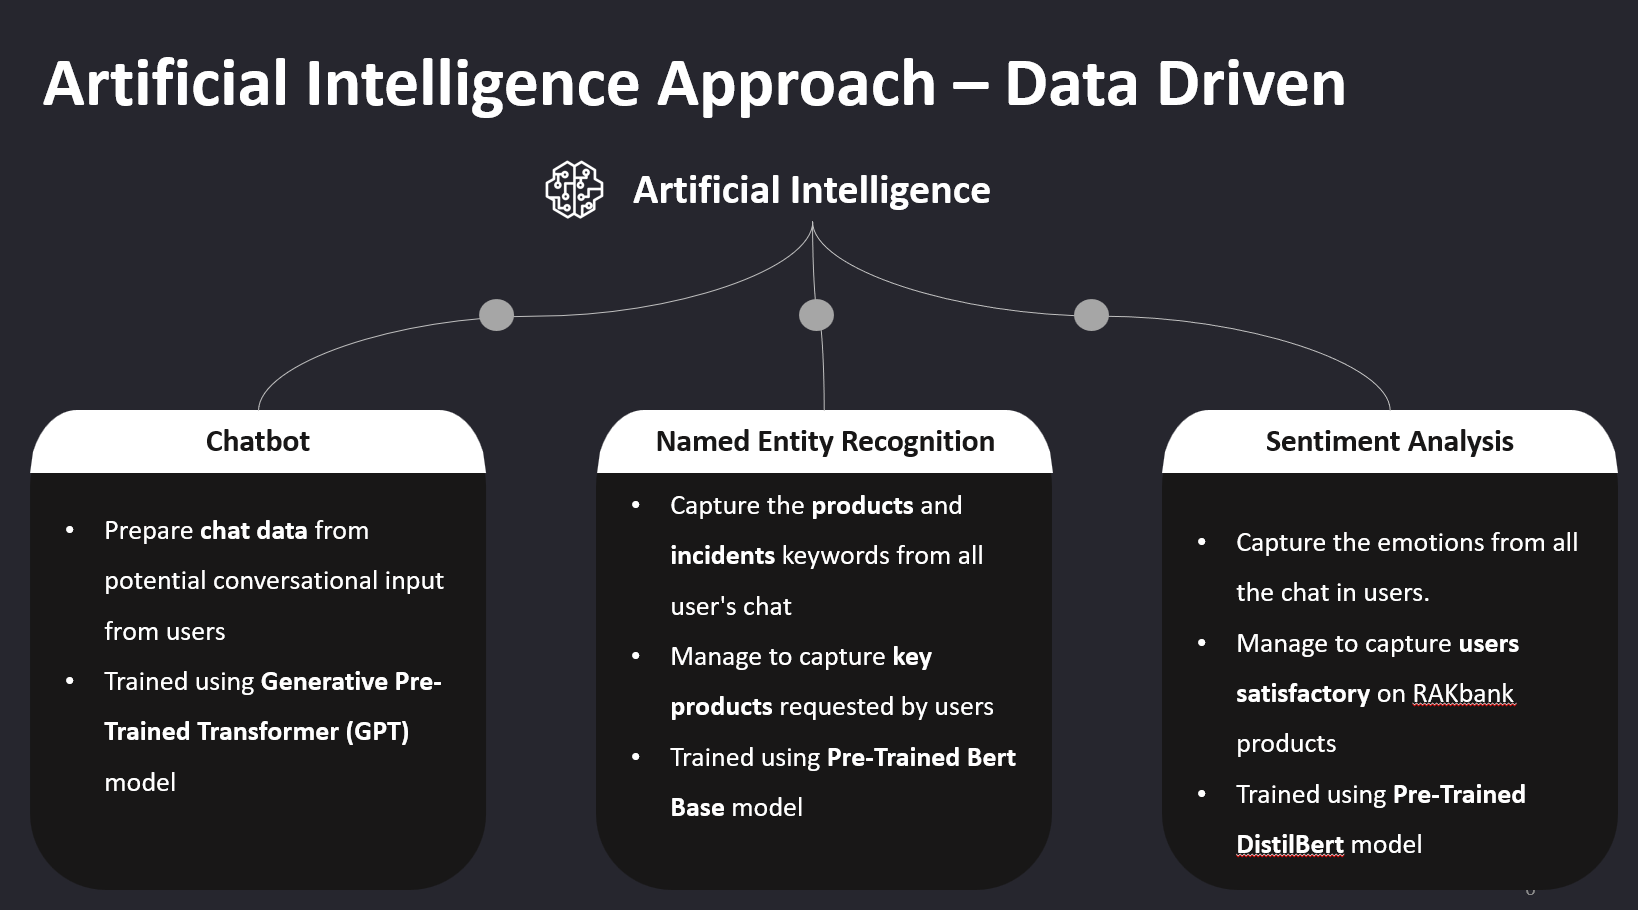 Artificial Intelligence Approach – Data Driven
Artificial Intelligence
Chatbot
• Prepare chat data from
potential conversational input
from users
• Trained using Generative Pre-
Trained Transformer (GPT)
model
Named Entity Recognition
• Capture the products and
incidents keywords from all
user's chat
• Manage to capture key
products requested by users
• Trained using Pre-Trained Bert
Base model
Sentiment Analysis
• Capture the emotions from all
the chat in users.
• Manage to capture users
satisfactory on RAKbank
products
• Trained using Pre-Trained
DistilBert model